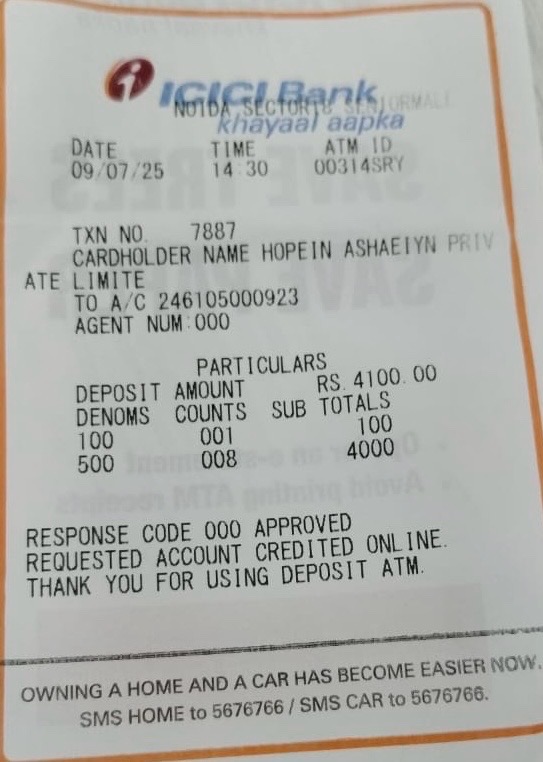 ICICI Bank
NOIDA SECTOR18 SENIORMALL
khayaal aapka
DATE TIME ATM ID
09/07/25 14:30 00314SRY
TXN NO. 7887
CARDHOLDER NAME HOPEIN ASHAEIYN PRIV
ATE LIMITE
TO A/C 246105000923
AGENT NUM:000
PARTICULARS
DEPOSIT AMOUNT RS. 4100.00
DENOMS COUNTS SUB TOTALS
100 001 100
500 008 4000
RESPONSE CODE 000 APPROVED
REQUESTED ACCOUNT CREDITED ONLINE.
THANK YOU FOR USING DEPOSIT ATM.
OWNING A HOME AND A CAR HAS BECOME EASIER NOW.
SMS HOME to 5676766 / SMS CAR to 5676766.